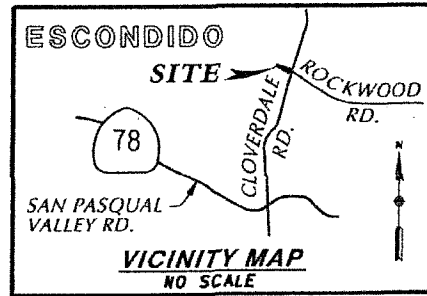 ESCONDIDO
SITE
ROCKWOOD
RD.
CLOVERDALE
RD.
78
N
SAN PASQUAL
VALLEY RD.
VICINITY MAP
NO SCALE